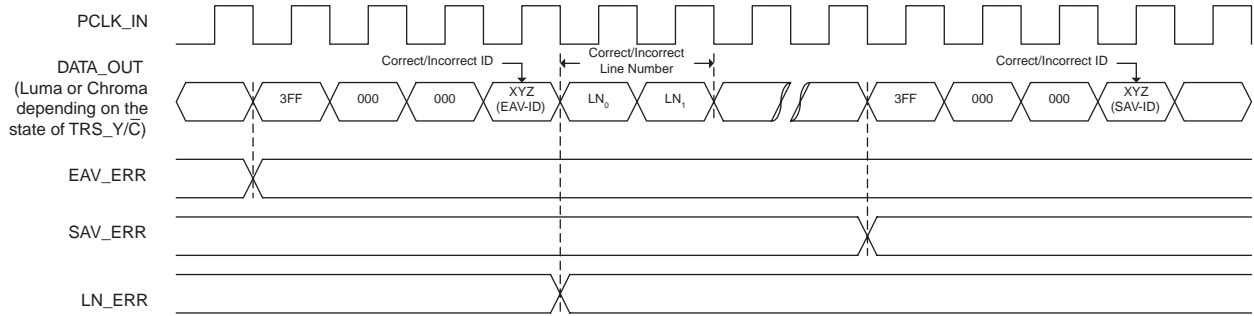 PCLK_IN
DATA_OUT
(Luma or Chroma
depending on the
state of TRS_Y/C̅)
Correct/Incorrect ID
Correct/Incorrect
Line Number
Correct/Incorrect ID
3FF
000
000
XYZ
(EAV-ID)
LN₀
LN₁
3FF
000
000
XYZ
(SAV-ID)
EAV_ERR
SAV_ERR
LN_ERR